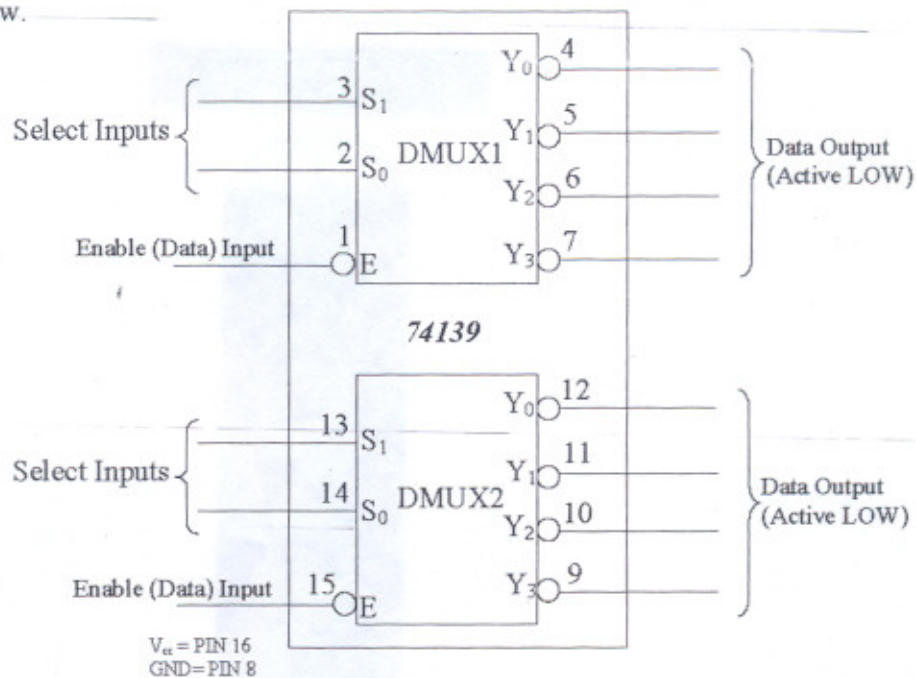 w.
Y₀ 4
3 S₁
Select Inputs
Y₁ 5
2 S₀ DMUX1
Data Output
(Active LOW)
Y₂ 6
Enable (Data) Input 1 E
Y₃ 7
74139
Y₀ 12
13 S₁
Select Inputs
Y₁ 11
14 S₀ DMUX2
Data Output
(Active LOW)
Y₂ 10
Enable (Data) Input 15 E
Y₃ 9
Vcc = PIN 16
GND= PIN 8